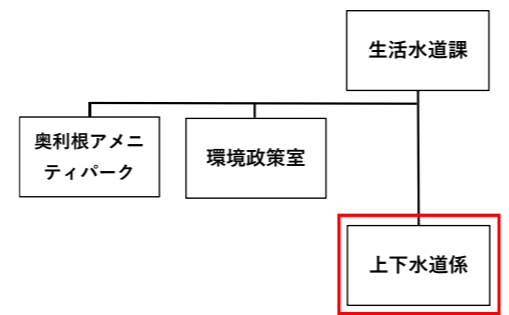 生活水道課
奥利根アメニ
ティパーク
環境政策室
上下水道係